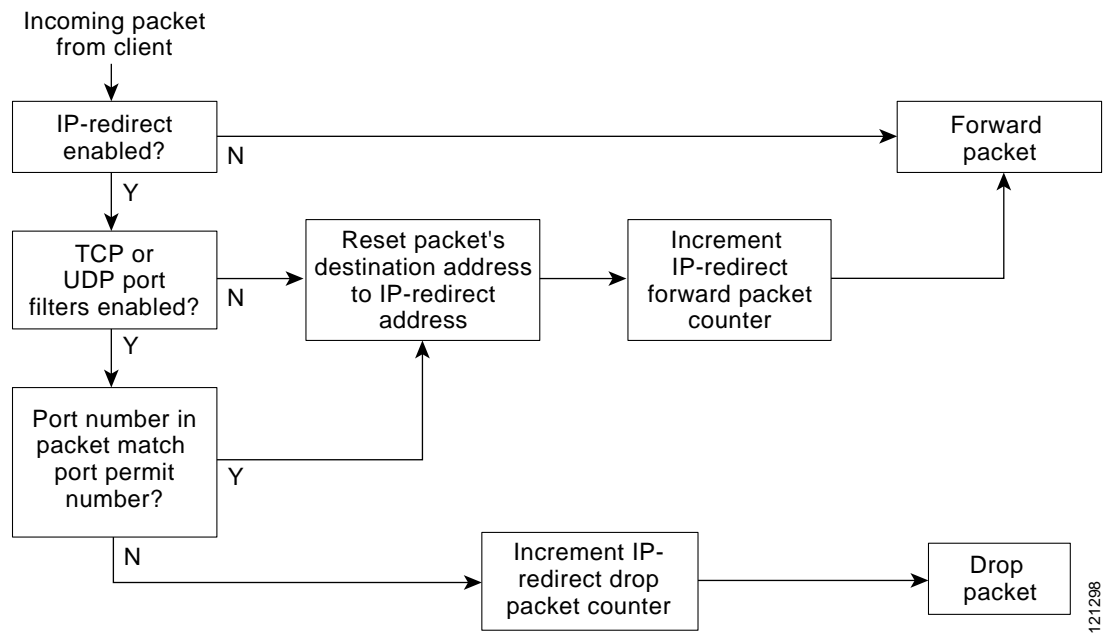 Incoming packet
from client
IP-redirect
enabled?
N
Forward
packet
Y
TCP or
UDP port
filters enabled?
N
Reset packet's
destination address
to IP-redirect
address
Increment
IP-redirect
forward packet
counter
Y
Port number in
packet match
port permit
number?
Y
N
Increment IP-
redirect drop
packet counter
Drop
packet
121298